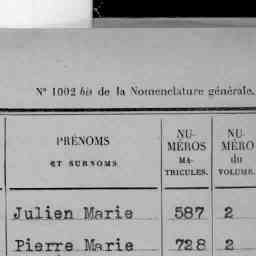 N° 1002 bis de la Nomenclature générale.
PRÉNOMS
ET SURNOMS
NU-
MÉROS
MA-
TRICULES.
NU-
MÉRO
du
VOLUME.
Julien Marie 587 2
Pierre Marie 728 2